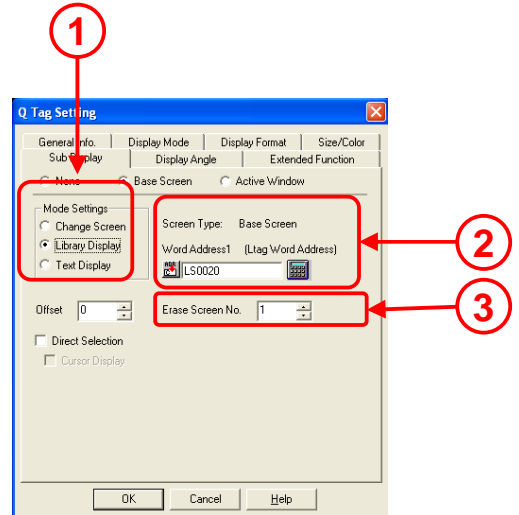 1
Q Tag Setting
General Info. Display Mode Display Format Size/Color
Sub Display Display Angle Extended Function
None Base Screen Active Window
Mode Settings
Change Screen
Library Display
Text Display
Screen Type: Base Screen
Word Address1 (Ltag Word Address)
LS0020
2
Offset 0
Erase Screen No. 1
3
Direct Selection
Cursor Display
OK Cancel Help